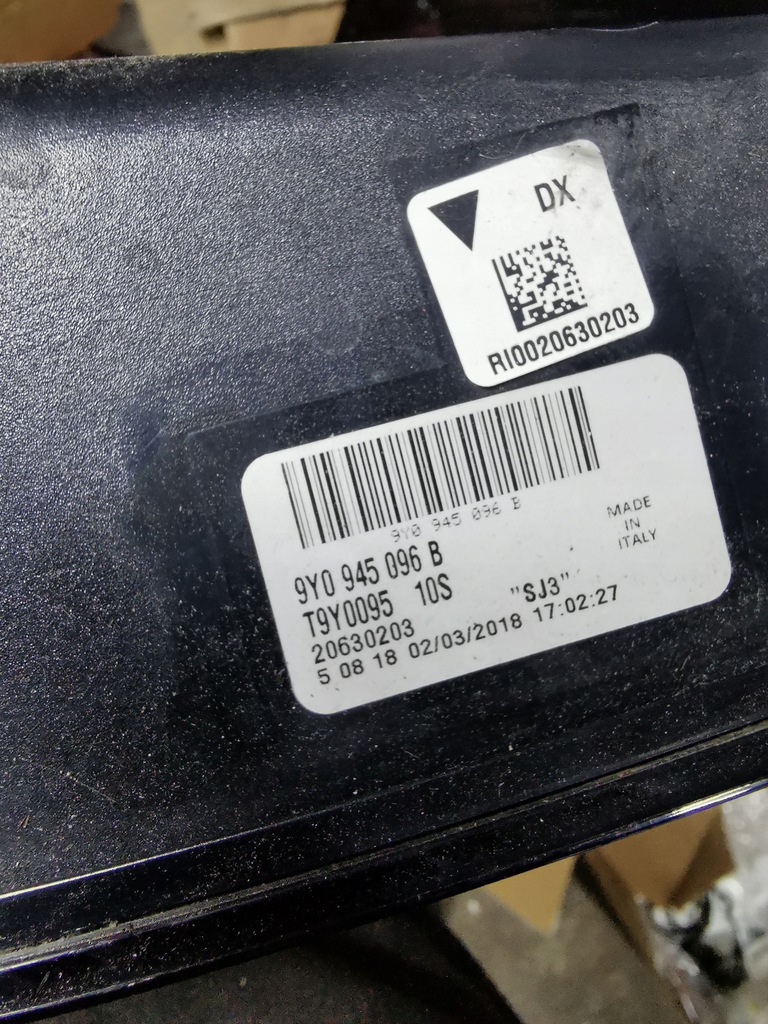 DX
RI0020630203
9Y0 945 096 B
MADE
IN
ITALY
9Y0 945 096 B
T9Y0095 10S "SJ3"
20630203
5 08 18 02/03/2018 17:02:27